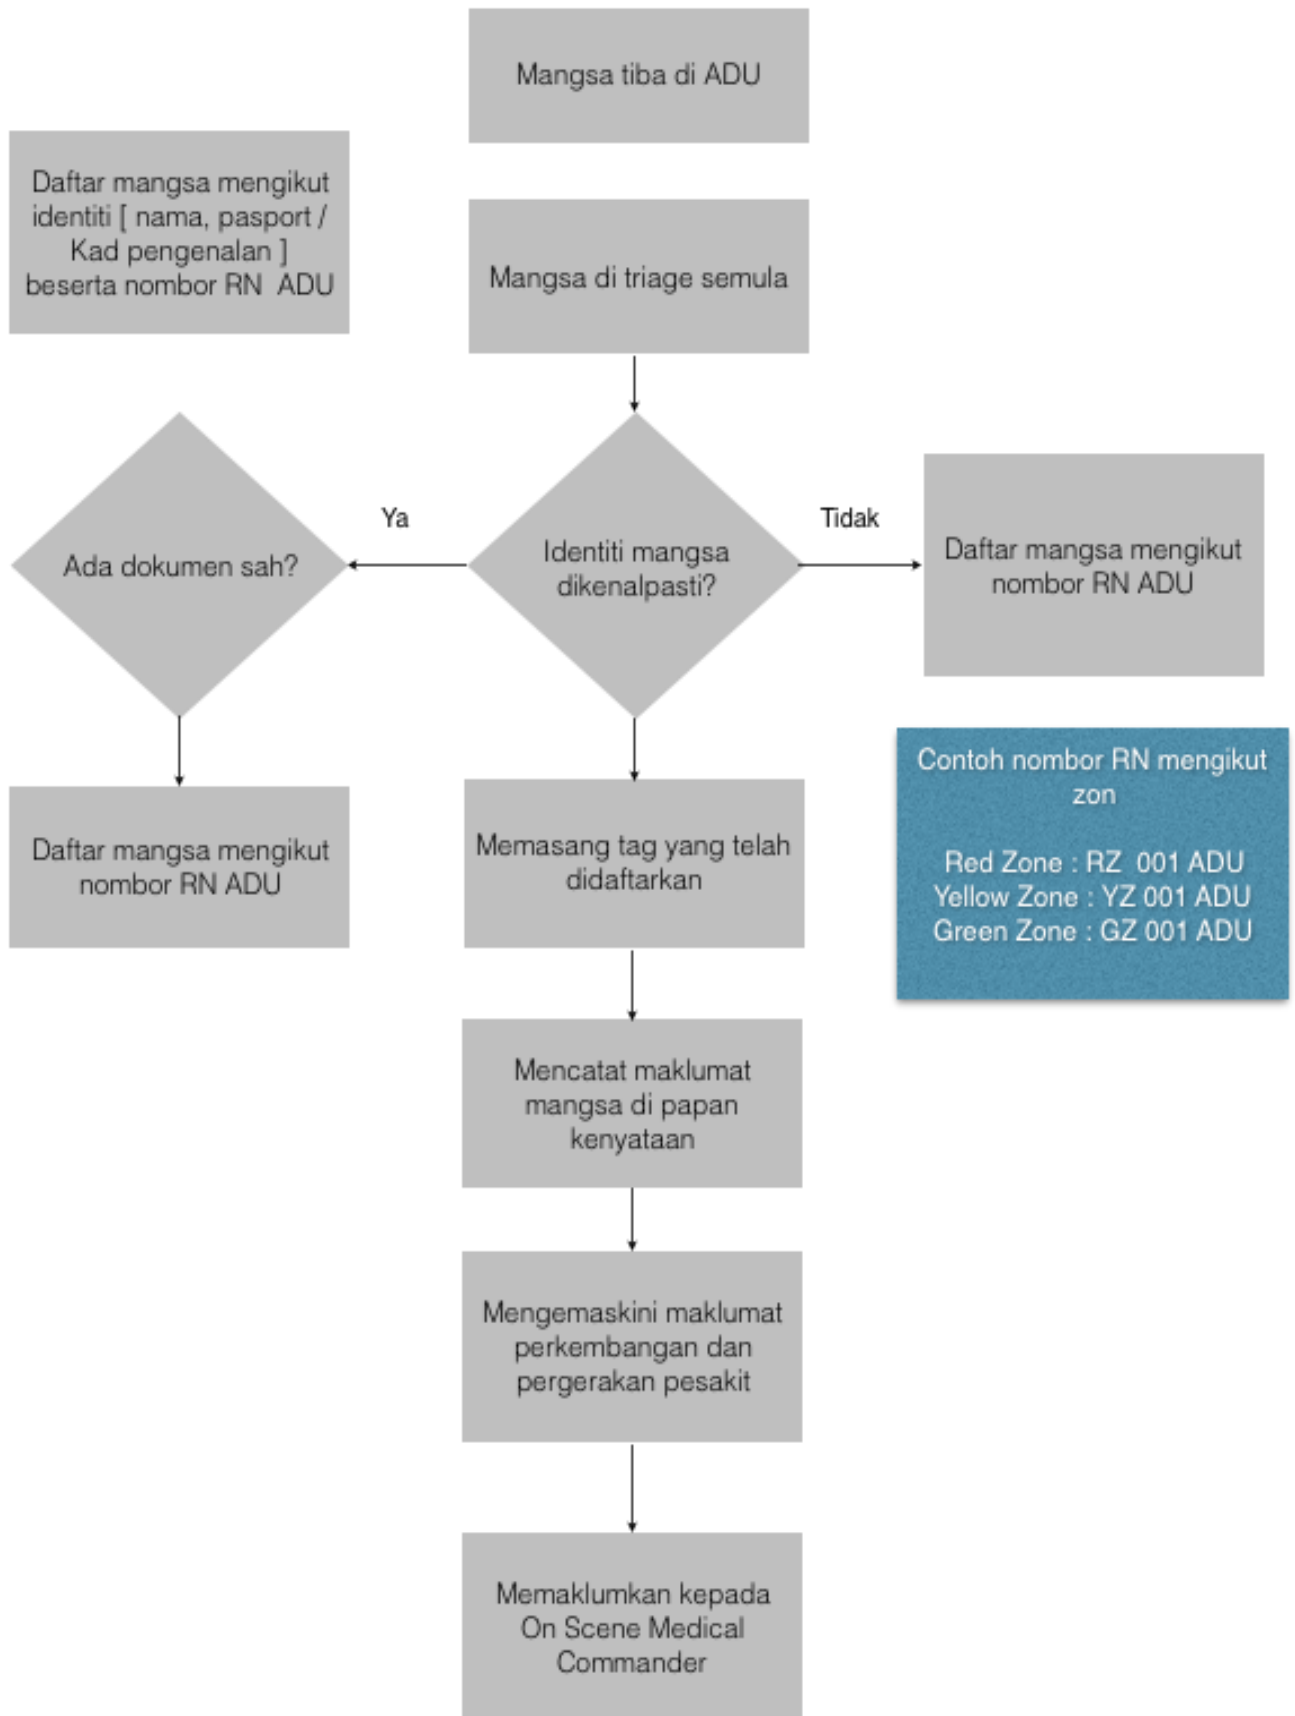 Mangsa tiba di ADU
Daftar mangsa mengikut
identiti [ nama, pasport /
Kad pengenalan ]
beserta nombor RN ADU
Mangsa di triage semula
Ya
Tidak
Ada dokumen sah?
Identiti mangsa
dikenalpasti?
Daftar mangsa mengikut
nombor RN ADU
Daftar mangsa mengikut
nombor RN ADU
Memasang tag yang telah
didaftarkan
Contoh nombor RN mengikut
zon
Red Zone : RZ 001 ADU
Yellow Zone : YZ 001 ADU
Green Zone : GZ 001 ADU
Mencatat maklumat
mangsa di papan
kenyataan
Mengemaskini maklumat
perkembangan dan
pergerakan pesakit
Memaklumkan kepada
On Scene Medical
Commander